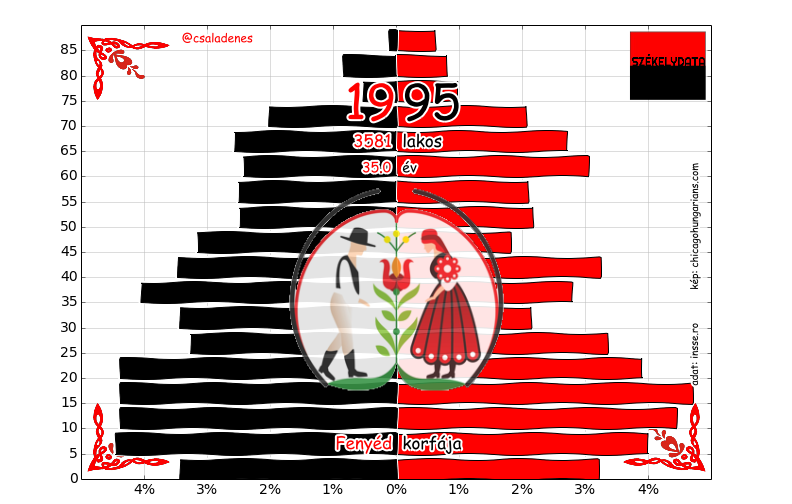 @csaladenes
SZÉKELYDATA
1995
3581 lakos
35.0 év
kép: chicagohungarians.com
adat: insse.ro
Fenyéd korfája
85
80
75
70
65
60
55
50
45
40
35
30
25
20
15
10
5
0
4% 3% 2% 1% 0% 1% 2% 3% 4%